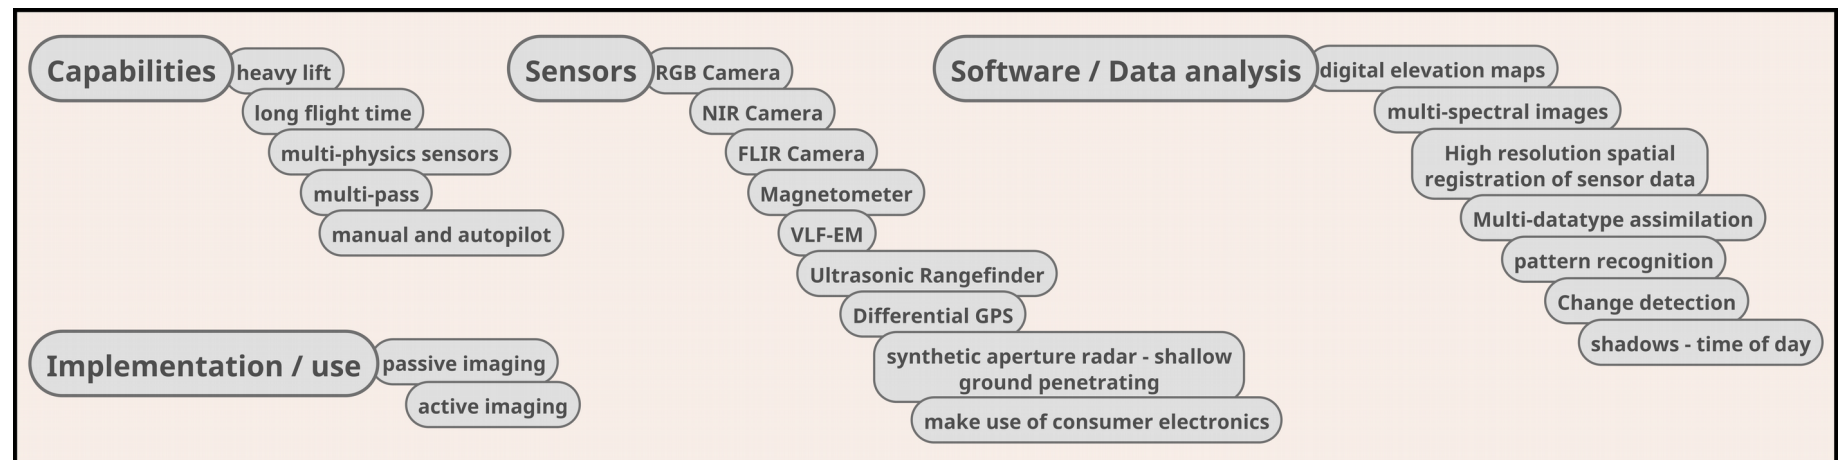 Capabilities
heavy lift
long flight time
multi-physics sensors
multi-pass
manual and autopilot
Implementation / use
passive imaging
active imaging
Sensors
RGB Camera
NIR Camera
FLIR Camera
Magnetometer
VLF-EM
Ultrasonic Rangefinder
Differential GPS
synthetic aperture radar - shallow
ground penetrating
make use of consumer electronics
Software / Data analysis
digital elevation maps
multi-spectral images
High resolution spatial
registration of sensor data
Multi-datatype assimilation
pattern recognition
Change detection
shadows - time of day